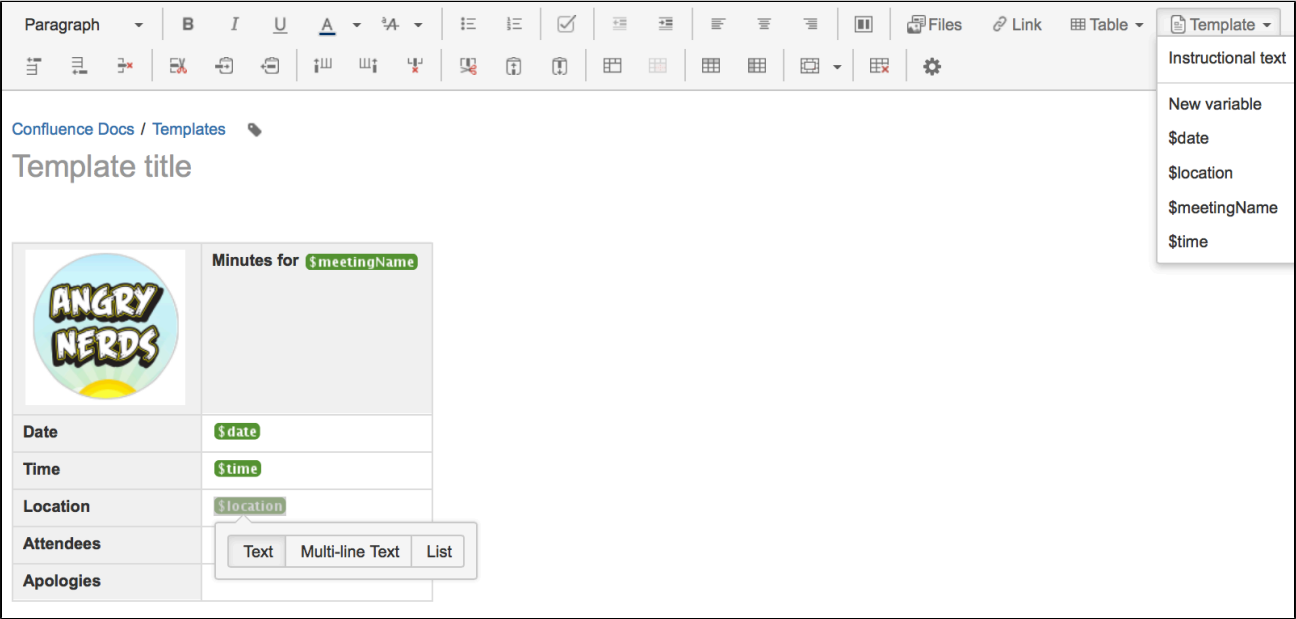 Paragraph B I U A ªA Files Link Table Template
Instructional text
New variable
$date
$location
$meetingName
$time
Confluence Docs / Templates
Template title
ANGRY
NERDS
Minutes for $meetingName
Date $date
Time $time
Location $location
Attendees
Text Multi-line Text List
Apologies